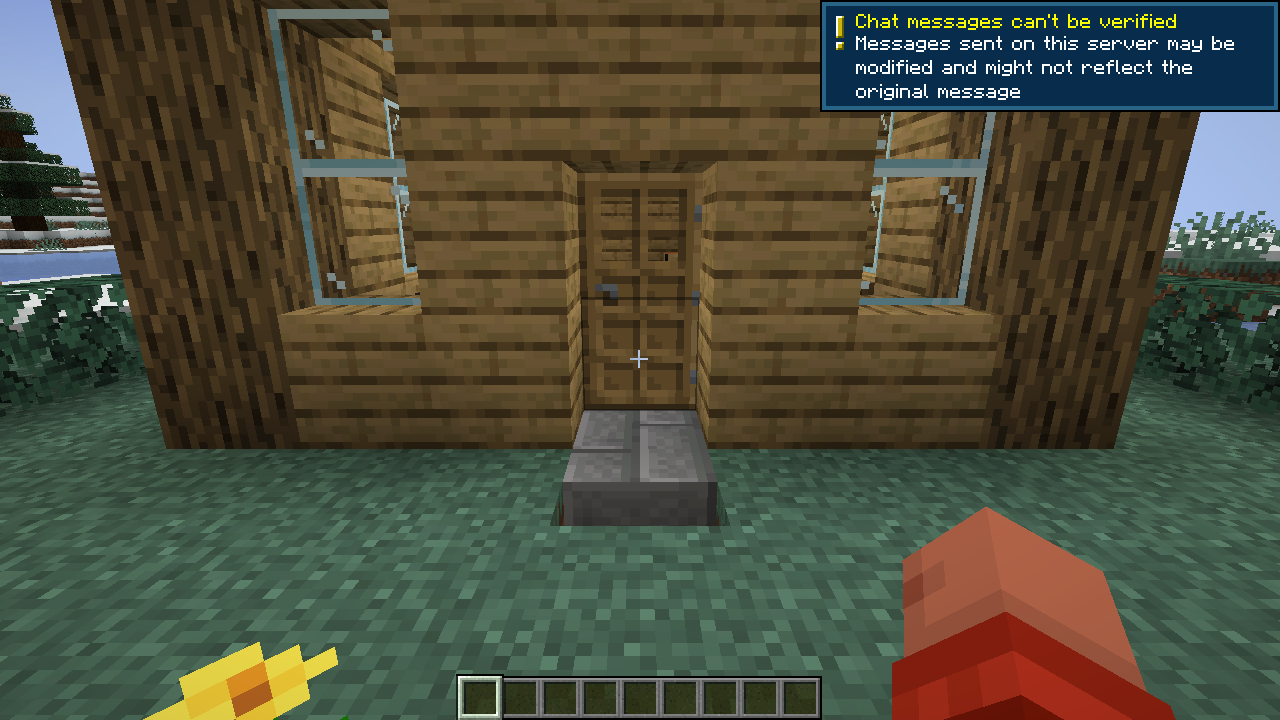 Chat messages can't be verified
Messages sent on this server may be
modified and might not reflect the
original message